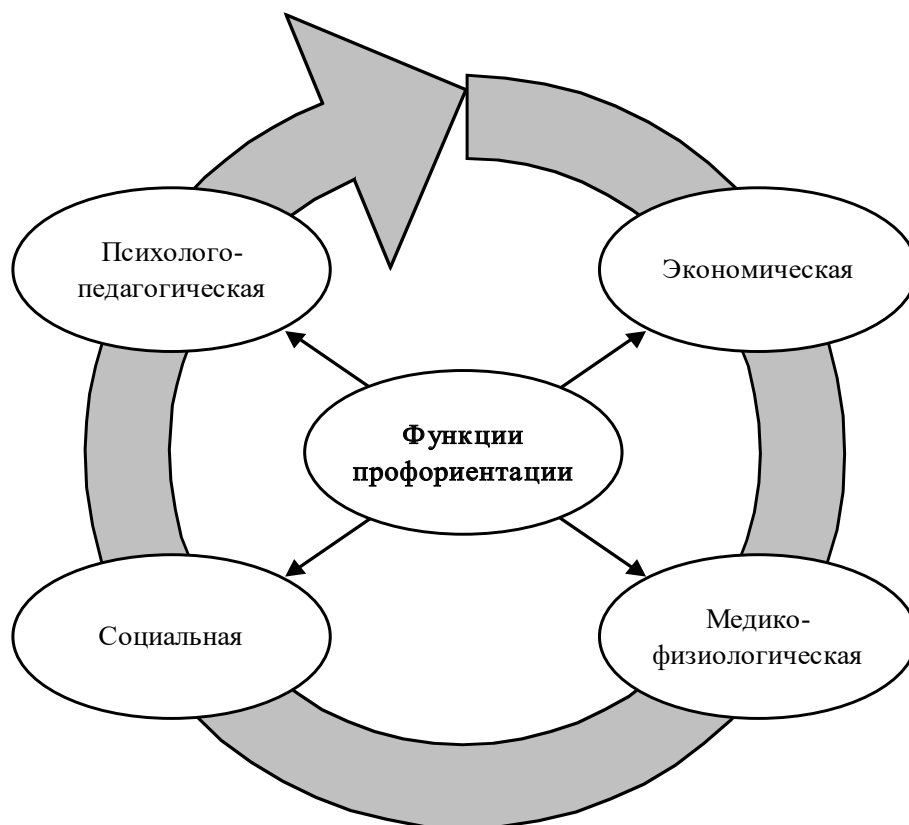 Психолого-
педагогическая
Экономическая
Функции
профориентации
Социальная
Медико-
физиологическая